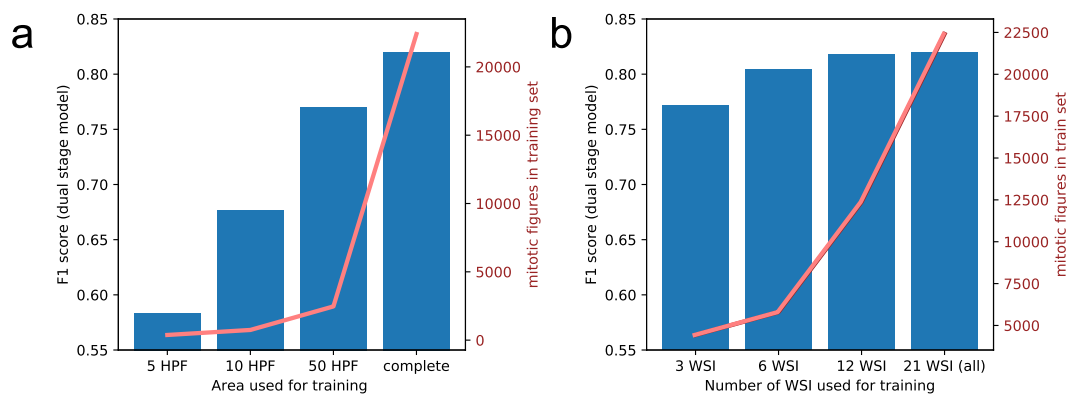 a
0.85
0.80
0.75
0.70
0.65
0.60
0.55
F1 score (dual stage model)
5 HPF
10 HPF
50 HPF
complete
Area used for training
20000
15000
10000
5000
0
mitotic figures in training set
b
0.85
0.80
0.75
0.70
0.65
0.60
0.55
F1 score (dual stage model)
3 WSI
6 WSI
12 WSI
21 WSI (all)
Number of WSI used for training
22500
20000
17500
15000
12500
10000
7500
5000
mitotic figures in train set